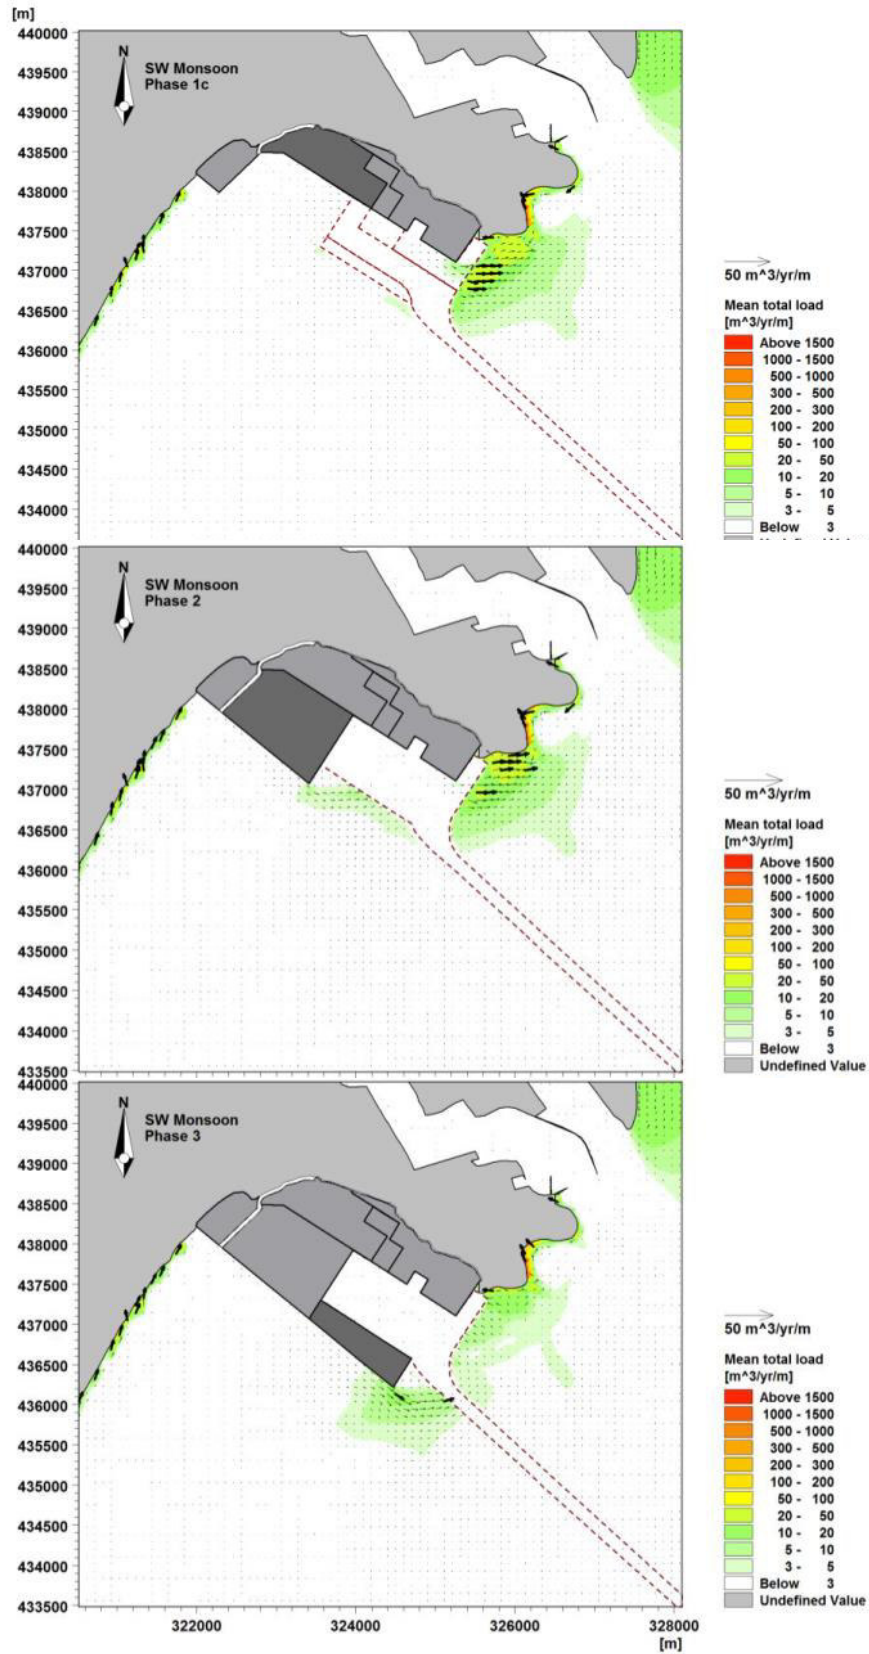 [m]
440000
439500
439000
438500
438000
437500
437000
436500
436000
435500
435000
434500
434000
N
SW Monsoon
Phase 1c
50 m^3/yr/m
Mean total load
[m^3/yr/m]
Above 1500
1000 - 1500
500 - 1000
300 - 500
200 - 300
100 - 200
50 - 100
20 - 50
10 - 20
5 - 10
3 - 5
Below 3
440000
439500
439000
438500
438000
437500
437000
436500
436000
435500
435000
434500
434000
433500
N
SW Monsoon
Phase 2
50 m^3/yr/m
Mean total load
[m^3/yr/m]
Above 1500
1000 - 1500
500 - 1000
300 - 500
200 - 300
100 - 200
50 - 100
20 - 50
10 - 20
5 - 10
3 - 5
Below 3
Undefined Value
440000
439500
439000
438500
438000
437500
437000
436500
436000
435500
435000
434500
434000
433500
N
SW Monsoon
Phase 3
50 m^3/yr/m
Mean total load
[m^3/yr/m]
Above 1500
1000 - 1500
500 - 1000
300 - 500
200 - 300
100 - 200
50 - 100
20 - 50
10 - 20
5 - 10
3 - 5
Below 3
Undefined Value
322000 324000 326000 328000
[m]